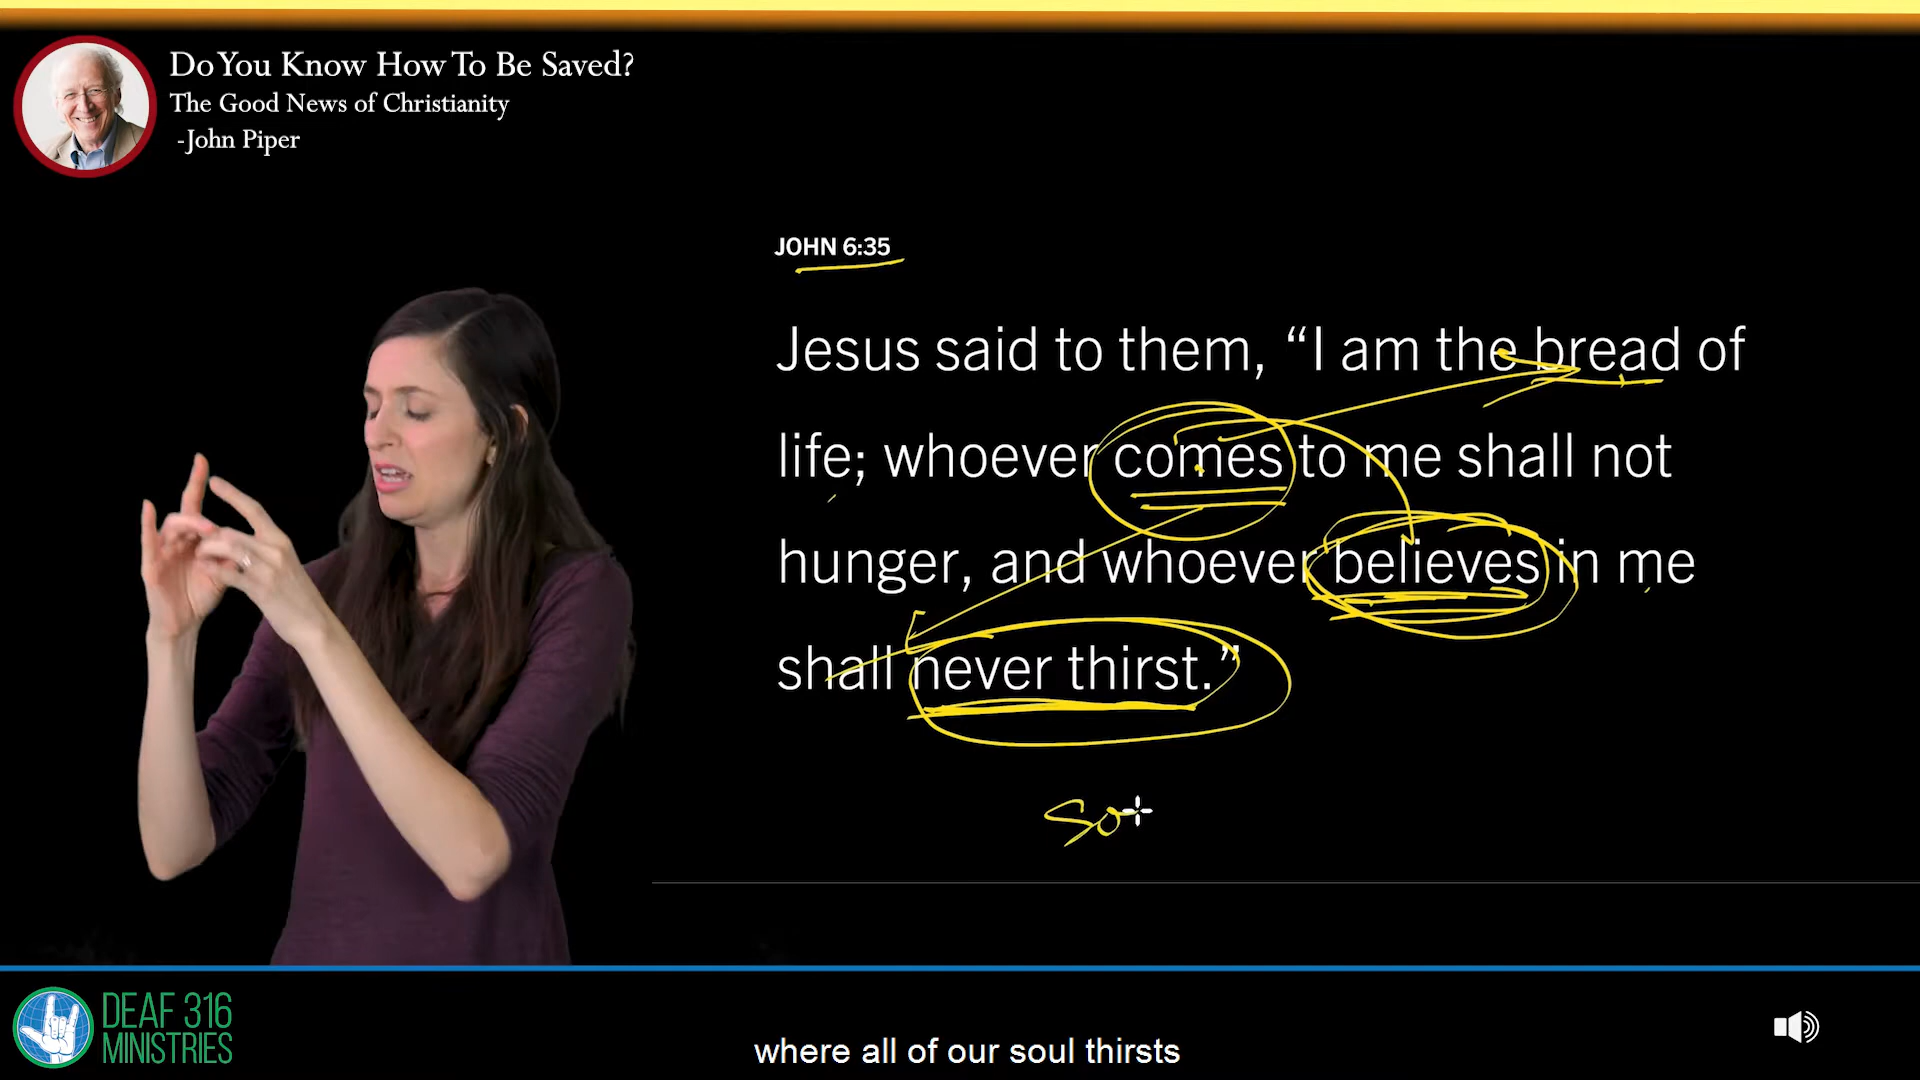 Do You Know How To Be Saved?
The Good News of Christianity
-John Piper
JOHN 6:35
Jesus said to them, “I am the bread of
life; whoever comes to me shall not
hunger, and whoever believes in me
shall never thirst.”
so
DEAF 316
MINISTRIES
where all of our soul thirsts